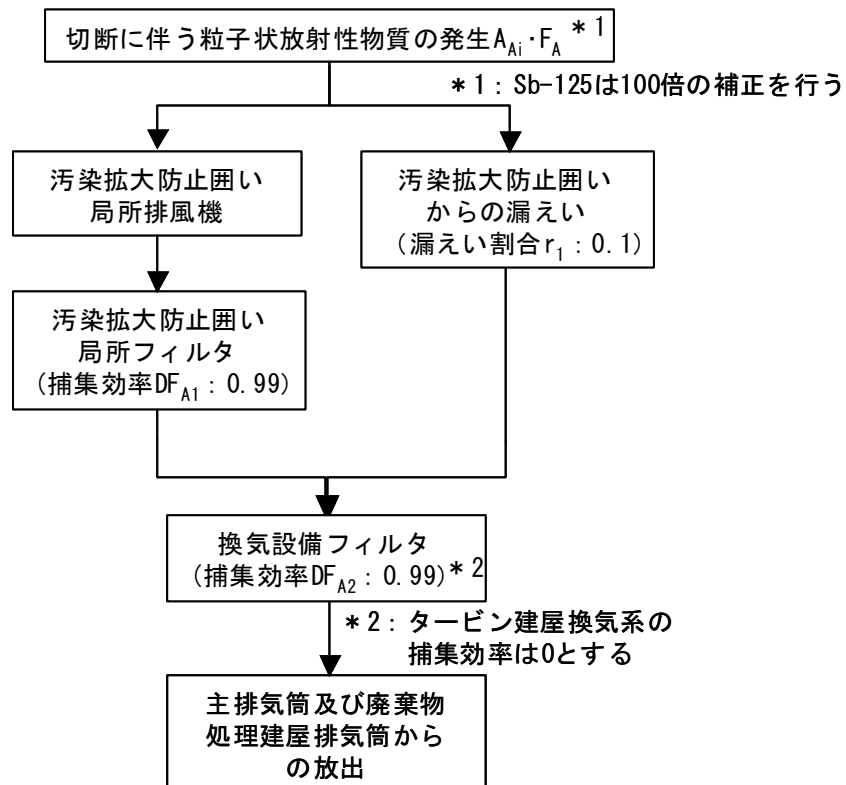 切断に伴う粒子状放射性物質の発生A_Ai・F_A＊1
＊1：Sb-125は100倍の補正を行う
汚染拡大防止囲い
局所排風機
汚染拡大防止囲い
からの漏えい
（漏えい割合r_1：0.1）
汚染拡大防止囲い
局所フィルタ
（捕集効率DF_A1：0.99）
換気設備フィルタ
（捕集効率DF_A2：0.99）＊2
＊2：タービン建屋換気系の
捕集効率は0とする
主排気筒及び廃棄物
処理建屋排気筒から
の放出